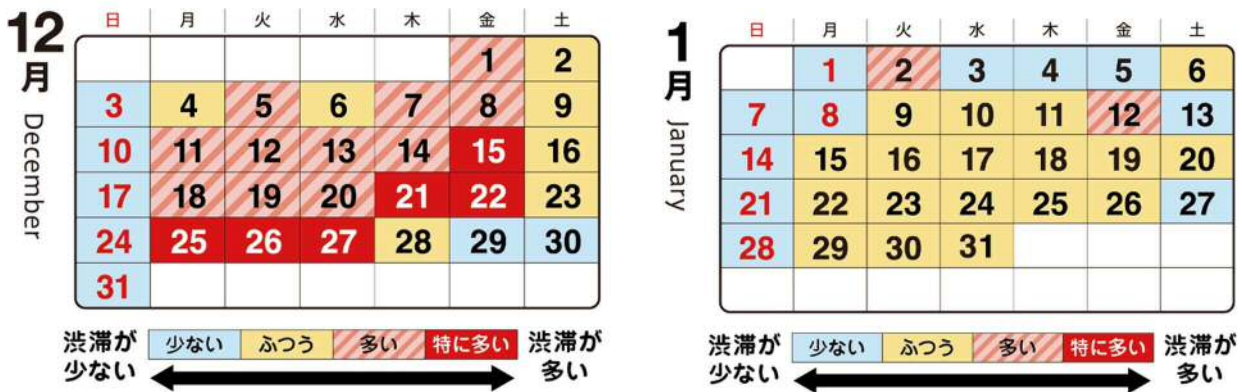 12月 December
日 月 火 水 木 金 土
1 2
3 4 5 6 7 8 9
10 11 12 13 14 15 16
17 18 19 20 21 22 23
24 25 26 27 28 29 30
31
渋滞が少ない 少ない ふつう 多い 特に多い 渋滞が多い
1月 January
日 月 火 水 木 金 土
1 2 3 4 5 6
7 8 9 10 11 12 13
14 15 16 17 18 19 20
21 22 23 24 25 26 27
28 29 30 31
渋滞が少ない 少ない ふつう 多い 特に多い 渋滞が多い